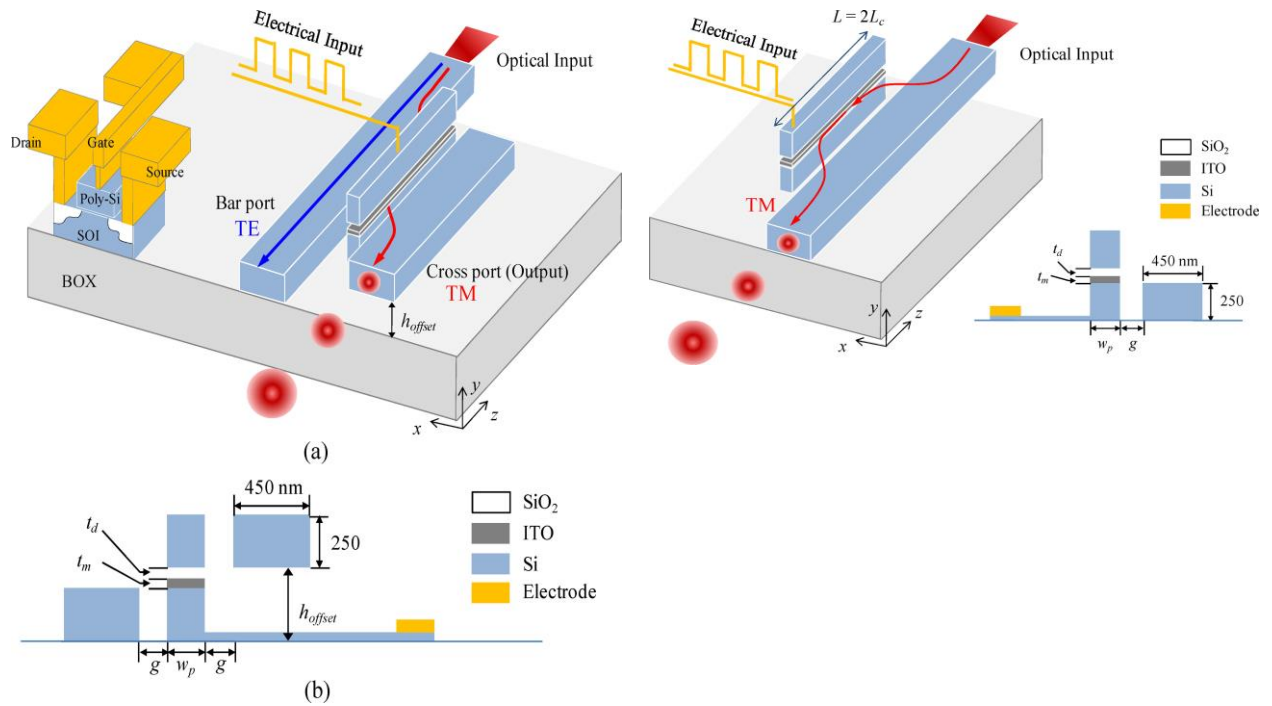 Electrical Input
Optical Input
Drain
Gate
Source
Poly-Si
SOI
BOX
Bar port
TE
Cross port (Output)
TM
h_offset
y
x
z
(a)
Electrical Input
L = 2L_c
Optical Input
TM
y
x
z
SiO₂
ITO
Si
Electrode
t_d
t_m
450 nm
250
w_p
g
450 nm
t_d
t_m
250
h_offset
g
w_p
g
SiO₂
ITO
Si
Electrode
(b)